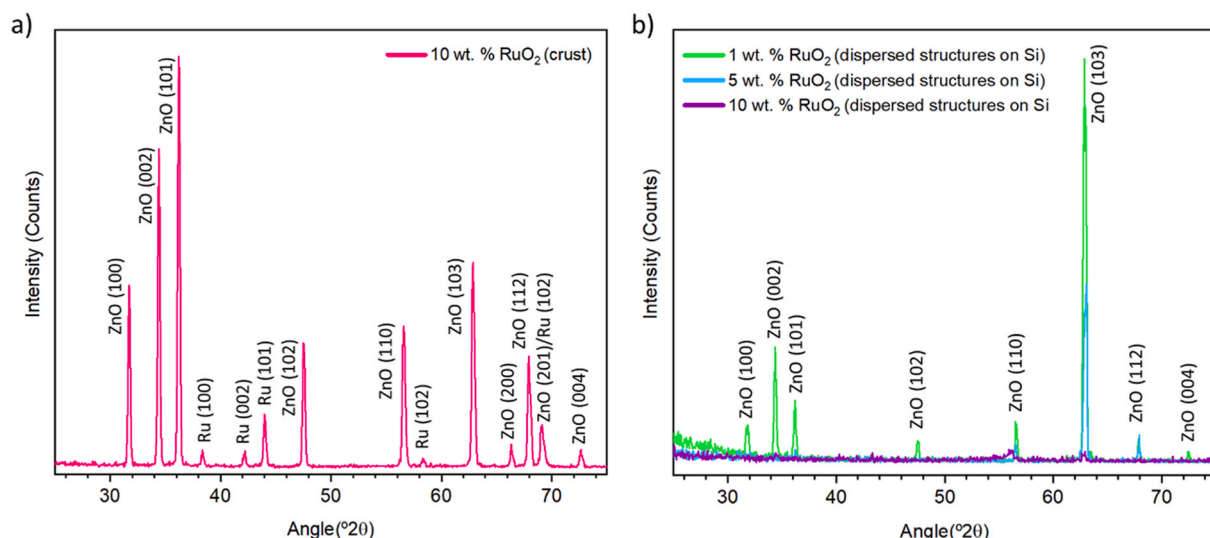 a)
10 wt. % RuO₂ (crust)
Intensity (Counts)
ZnO (100)
ZnO (002)
ZnO (101)
Ru (100)
Ru (002)
Ru (101)
ZnO (102)
ZnO (110)
Ru (102)
ZnO (103)
ZnO (200)
ZnO (112)
ZnO (201)/Ru (102)
ZnO (004)
30 40 50 60 70
Angle(º2θ)
b)
1 wt. % RuO₂ (dispersed structures on Si)
5 wt. % RuO₂ (dispersed structures on Si)
10 wt. % RuO₂ (dispersed structures on Si
Intensity (Counts)
ZnO (100)
ZnO (002)
ZnO (101)
ZnO (102)
ZnO (110)
ZnO (103)
ZnO (112)
ZnO (004)
30 40 50 60 70
Angle(º2θ)